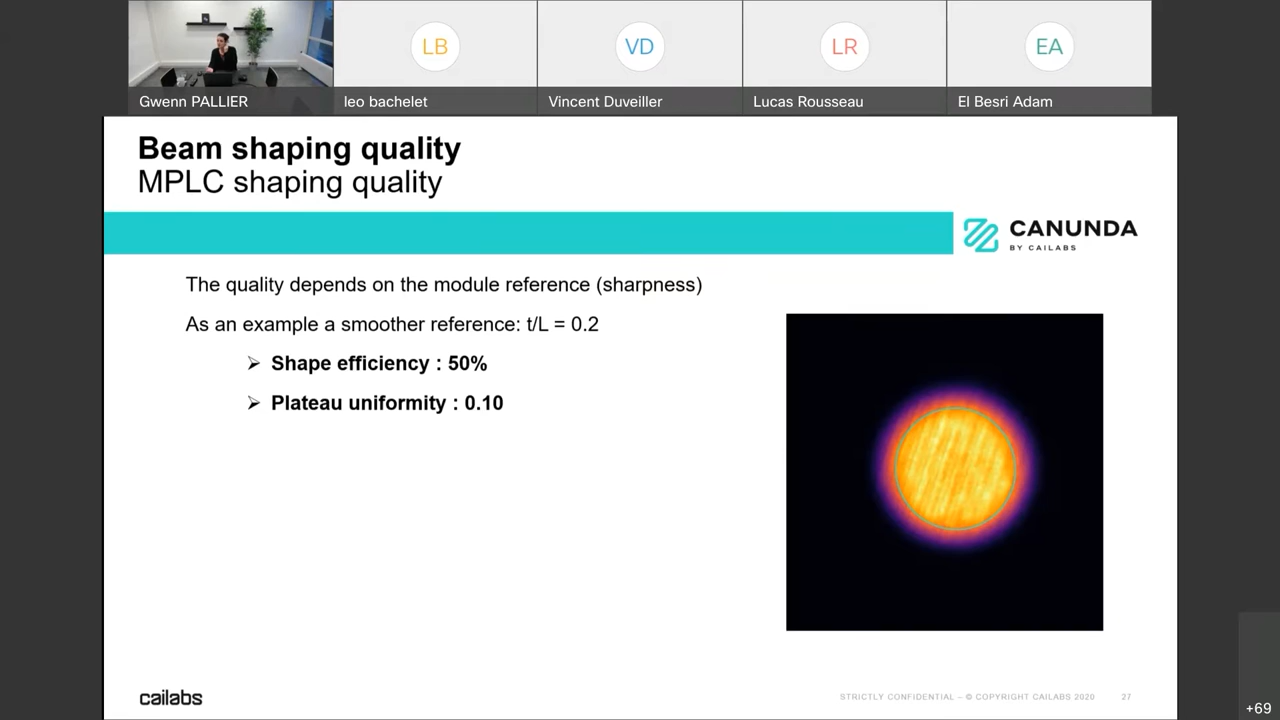 LB
VD
LR
EA
Gwenn PALLIER
leo bachelet
Vincent Duveiller
Lucas Rousseau
El Besri Adam
Beam shaping quality
MPLC shaping quality
CANUNDA
BY CAILABS
The quality depends on the module reference (sharpness)
As an example a smoother reference: t/L = 0.2
➢ Shape efficiency : 50%
➢ Plateau uniformity : 0.10
cailabs
STRICTLY CONFIDENTIAL – © COPYRIGHT CAILABS 2020 27
+69